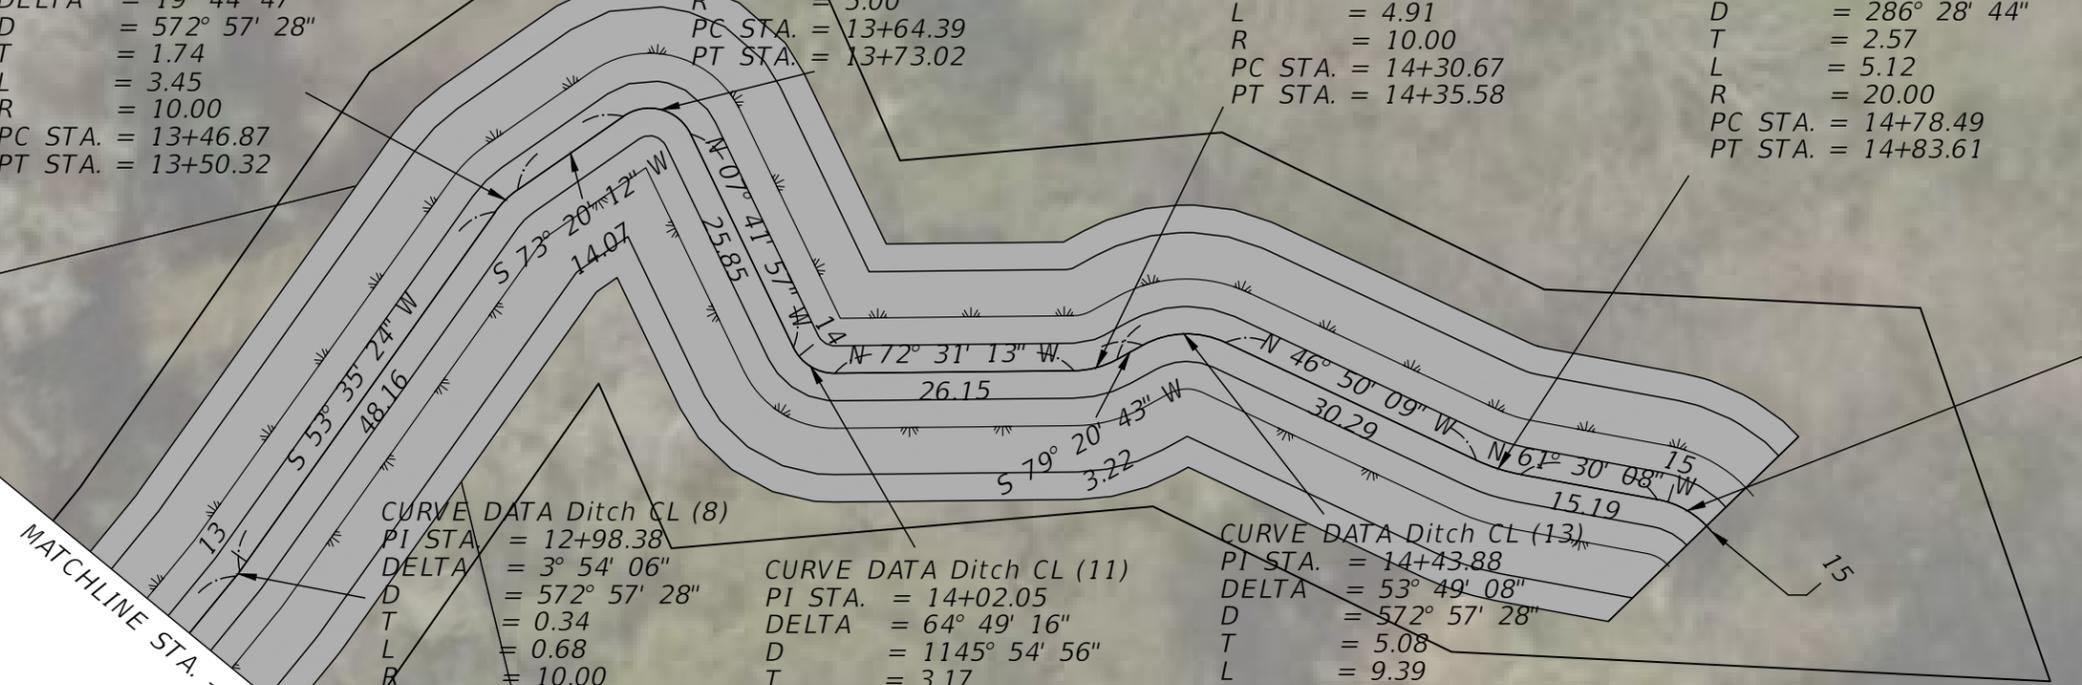 DELTA = 19° 44' 47"
D = 572° 57' 28"
T = 1.74
L = 3.45
R = 10.00
PC STA. = 13+46.87
PT STA. = 13+50.32
R = 5.00
PC STA. = 13+64.39
PT STA. = 13+73.02
L = 4.91
R = 10.00
PC STA. = 14+30.67
PT STA. = 14+35.58
D = 286° 28' 44"
T = 2.57
L = 5.12
R = 20.00
PC STA. = 14+78.49
PT STA. = 14+83.61
S 53° 35' 24" W
48.16
13
S 73° 20' 12" W
14.07
N 07° 41' 57" W
25.85
14
N 72° 31' 13" W
26.15
S 79° 20' 43" W
3.22
N 46° 50' 09" W
30.29
N 61° 30' 08" W
15.19
15
15
MATCHLINE STA.
CURVE DATA Ditch CL (8)
PI STA. = 12+98.38
DELTA = 3° 54' 06"
D = 572° 57' 28"
T = 0.34
L = 0.68
R = 10.00
CURVE DATA Ditch CL (11)
PI STA. = 14+02.05
DELTA = 64° 49' 16"
D = 1145° 54' 56"
T = 3.17
CURVE DATA Ditch CL (13)
PI STA. = 14+43.88
DELTA = 53° 49' 08"
D = 572° 57' 28"
T = 5.08
L = 9.39